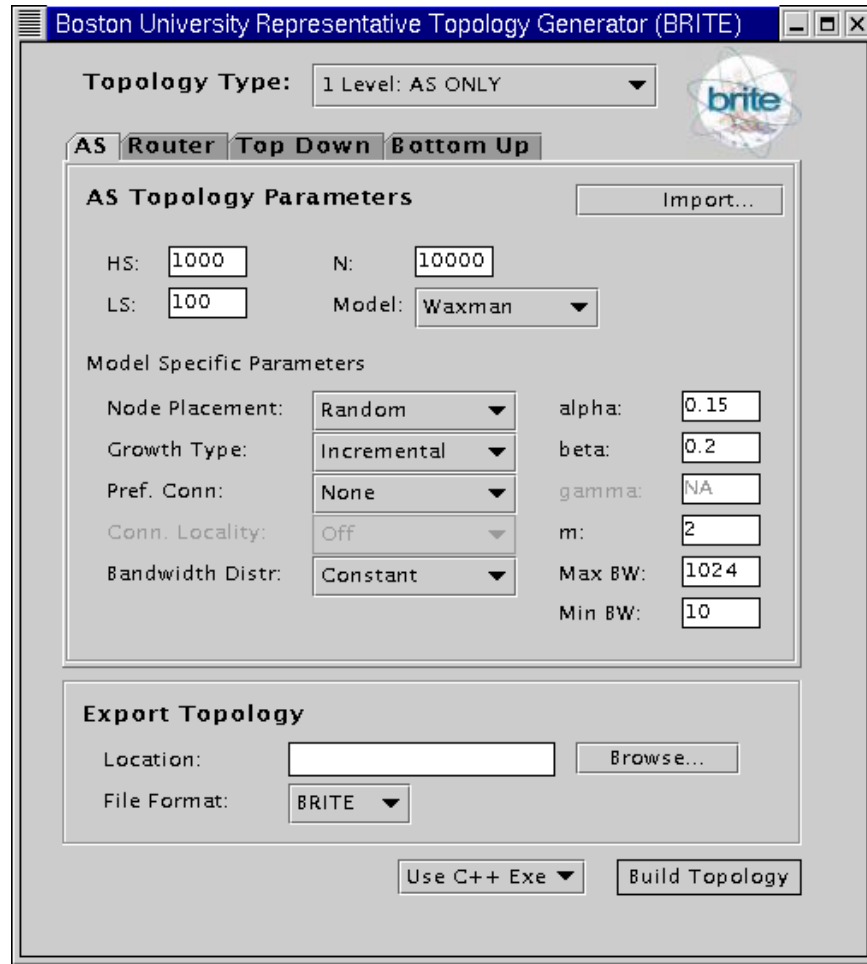 Boston University Representative Topology Generator (BRITE)
Topology Type: 1 Level: AS ONLY
brite
AS Router Top Down Bottom Up
AS Topology Parameters Import...
HS: 1000 N: 10000
LS: 100 Model: Waxman
Model Specific Parameters
Node Placement: Random alpha: 0.15
Growth Type: Incremental beta: 0.2
Pref. Conn: None gamma: NA
Conn. Locality: Off m: 2
Bandwidth Distr: Constant Max BW: 1024
Min BW: 10
Export Topology
Location: Browse...
File Format: BRITE
Use C++ Exe Build Topology